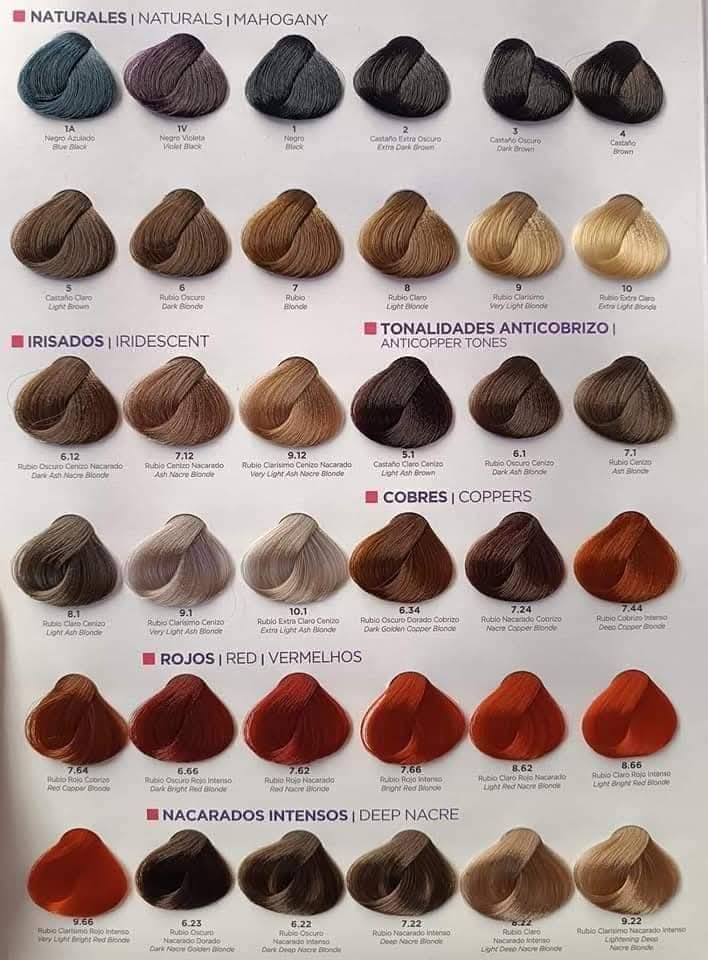 NATURALES | NATURALS | MAHOGANY
1A
Negro Azulado
Blue Black
1V
Negro Violeta
Violet Black
1
Negro
Black
2
Castaño Extra Oscuro
Extra Dark Brown
3
Castaño Oscuro
Dark Brown
4
Castaño
Brown
5
Castaño Claro
Light Brown
6
Rubio Oscuro
Dark Blonde
7
Rubio
Blonde
8
Rubio Claro
Light Blonde
9
Rubio Clarisimo
Very Light Blonde
10
Rubio Extra Claro
Extra Light Blonde
IRISADOS | IRIDESCENT
6.12
Rubio Oscuro Cenizo Nacarado
Dark Ash Nacre Blonde
7.12
Rubio Cenizo Nacarado
Ash Nacre Blonde
9.12
Rubio Clarisimo Cenizo Nacarado
Very Light Ash Nacre Blonde
TONALIDADES ANTICOBRIZO |
ANTICOPPER TONES
5.1
Castaño Claro Cenizo
Light Ash Brown
6.1
Rubio Oscuro Cenizo
Dark Ash Blonde
7.1
Rubio Cenizo
Ash Blonde
8.1
Rubio Claro Cenizo
Light Ash Blonde
9.1
Rubio Clarisimo Cenizo
Very Light Ash Blonde
10.1
Rubio Extra Claro Cenizo
Extra Light Ash Blonde
COBRES | COPPERS
6.34
Rubio Oscuro Dorado Cobrizo
Dark Golden Copper Blonde
7.24
Rubio Nacarado Cobrizo
Nacre Copper Blonde
7.44
Rubio Cobrizo Intenso
Deep Copper Blonde
ROJOS | RED | VERMELHOS
7.64
Rubio Rojo Cobrizo
Red Copper Blonde
6.66
Rubio Oscuro Rojo Intenso
Dark Bright Red Blonde
7.62
Rubio Rojo Nacarado
Red Nacre Blonde
7.66
Rubio Rojo Intenso
Bright Red Blonde
8.62
Rubio Claro Rojo Nacarado
Light Red Nacre Blonde
8.66
Rubio Claro Rojo Intenso
Light Bright Red Blonde
NACARADOS INTENSOS | DEEP NACRE
9.66
Rubio Clarisimo Rojo Intenso
Very Light Bright Red Blonde
6.23
Rubio Oscuro
Nacarado Dorado
Dark Nacre Golden Blonde
6.22
Rubio Oscuro
Nacarado Intenso
Dark Deep Nacre Blonde
7.22
Rubio Nacarado Intenso
Deep Nacre Blonde
8.22
Rubio Claro
Nacarado Intenso
Light Deep Nacre Blonde
9.22
Rubio Clarisimo Nacarado Intenso
Lightening Deep
Nacre Blonde